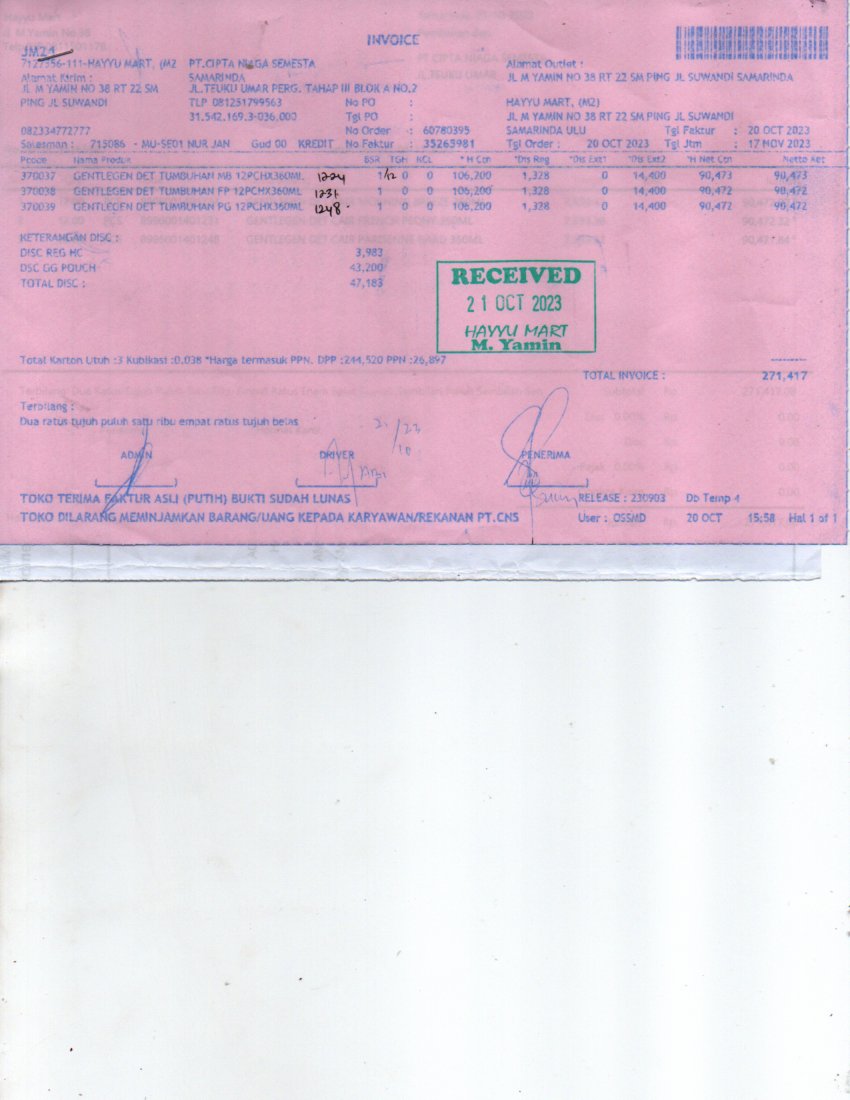 INVOICE
JM24
7127356-111-HAYYU MART, (M2 PT.CIPTA NIAGA SEMESTA
Alamat Kirim : SAMARINDA Alamat Outlet :
JL M YAMIN NO 38 RT 22 SM JL.TEUKU UMAR PERG. TAHAP III BLOK A NO.2 JL M YAMIN NO 38 RT 22 SM PING JL SUWANDI SAMARINDA
PING JL SUWANDI TLP 081251799563 No PO : HAYYU MART, (M2)
31.542.169.3-036.000 Tgl PO : JL M YAMIN NO 38 RT 22 SM PING JL SUWANDI
082334772777 No Order : 60780395 SAMARINDA ULU Tgl Faktur : 20 OCT 2023
Salesman : 715086 - MU-SE01 NUR JAN Gud 00 KREDIT No Faktur : 35265981 Tgl Order : 20 OCT 2023 Tgl Jtm : 17 NOV 2023
Pcode Nama Produk BSR TGH KCL * H Ctn *Dis Reg *Dis Ext1 *Dis Ext2 * H Net Ctn Netto Ret
370037 GENTLEGEN DET TUMBUHAN MB 12PCHX360ML 1224 1/12 0 0 106,200 1,328 0 14,400 90,473 90,473
370038 GENTLEGEN DET TUMBUHAN FP 12PCHX360ML 1231 1 0 0 106,200 1,328 0 14,400 90,472 90,472
370039 GENTLEGEN DET TUMBUHAN PG 12PCHX360ML 1248 1 0 0 106,200 1,328 0 14,400 90,472 90,472
KETERANGAN DISC :
DISC REG HC 3,983
DSC GG POUCH 43,200
TOTAL DISC : 47,183
RECEIVED
21 OCT 2023
HAYYU MART
M. Yamin
Total Karton Utuh :3 Kubikasi :0.038 *Harga termasuk PPN. DPP :244,520 PPN :26,897
TOTAL INVOICE : 271,417
Terbilang :
Dua ratus tujuh puluh satu ribu empat ratus tujuh belas
ADMIN DRIVER PENERIMA
TOKO TERIMA FAKTUR ASLI (PUTIH) BUKTI SUDAH LUNAS RELEASE : 230903 Db Temp 4
TOKO DILARANG MEMINJAMKAN BARANG/UANG KEPADA KARYAWAN/REKANAN PT.CNS User : OSSMD 20 OCT 15:58 Hal 1 of 1